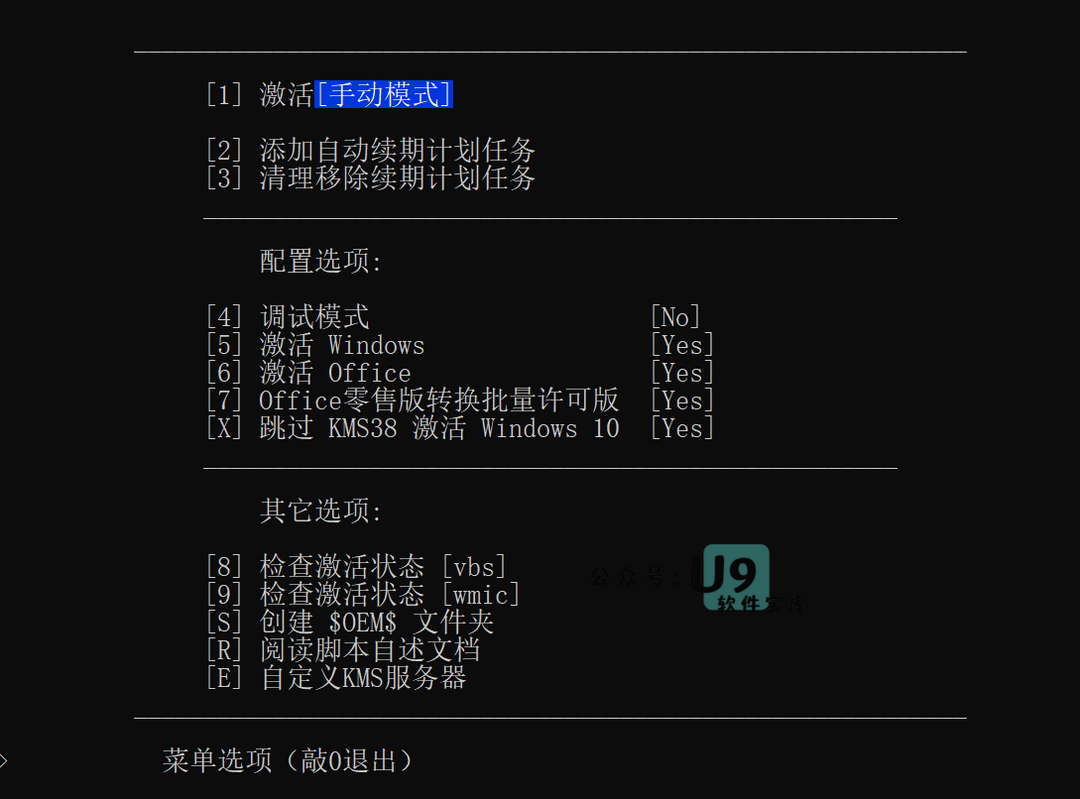 [1] 激活[手动模式]
[2] 添加自动续期计划任务
[3] 清理移除续期计划任务
配置选项:
[4] 调试模式 [No]
[5] 激活 Windows [Yes]
[6] 激活 Office [Yes]
[7] Office零售版转换批量许可版 [Yes]
[X] 跳过 KMS38 激活 Windows 10 [Yes]
其它选项:
[8] 检查激活状态 [vbs]
[9] 检查激活状态 [wmic]
公众号: U9
软件宝库
[S] 创建 $OEM$ 文件夹
[R] 阅读脚本自述文档
[E] 自定义KMS服务器
菜单选项（敲0退出）